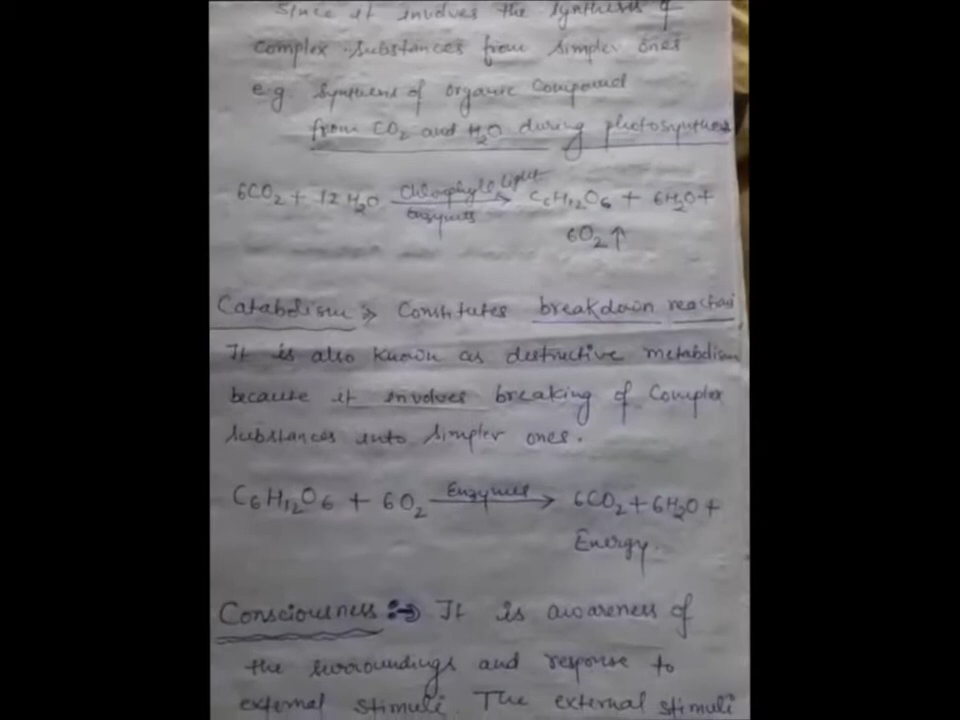 Since it involves the synthesis of
complex substances from simpler ones
e.g Synthesis of organic compound
from CO₂ and H₂O during photosynthes
6CO₂ + 12 H₂O Chlorophyll Light → C₆H₁₂O₆ + 6H₂O +
Enzymes
6O₂ ↑
Catabolism ⇒ Constitutes breakdown reaction
It is also known as destructive metabolism
because it involves breaking of Complex
substances into simpler ones.
C₆H₁₂O₆ + 6O₂ Enzymes → 6CO₂ + 6H₂O +
Energy.
Consciousness :→ It is awareness of
the surroundings and response to
external stimuli. The external stimuli